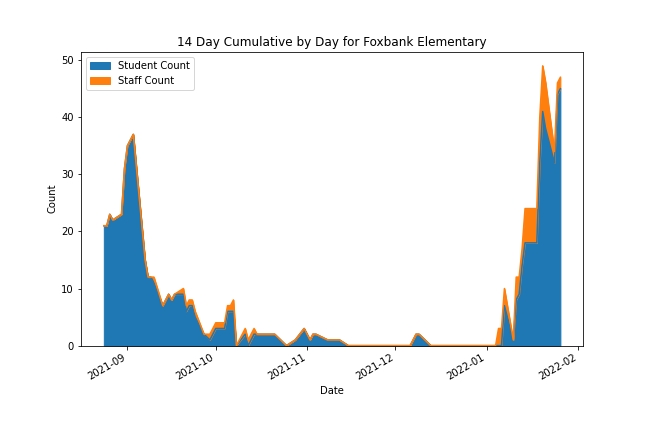 14 Day Cumulative by Day for Foxbank Elementary
Student Count
Staff Count
50
40
30
20
10
0
Count
2021-09
2021-10
2021-11
2021-12
2022-01
2022-02
Date